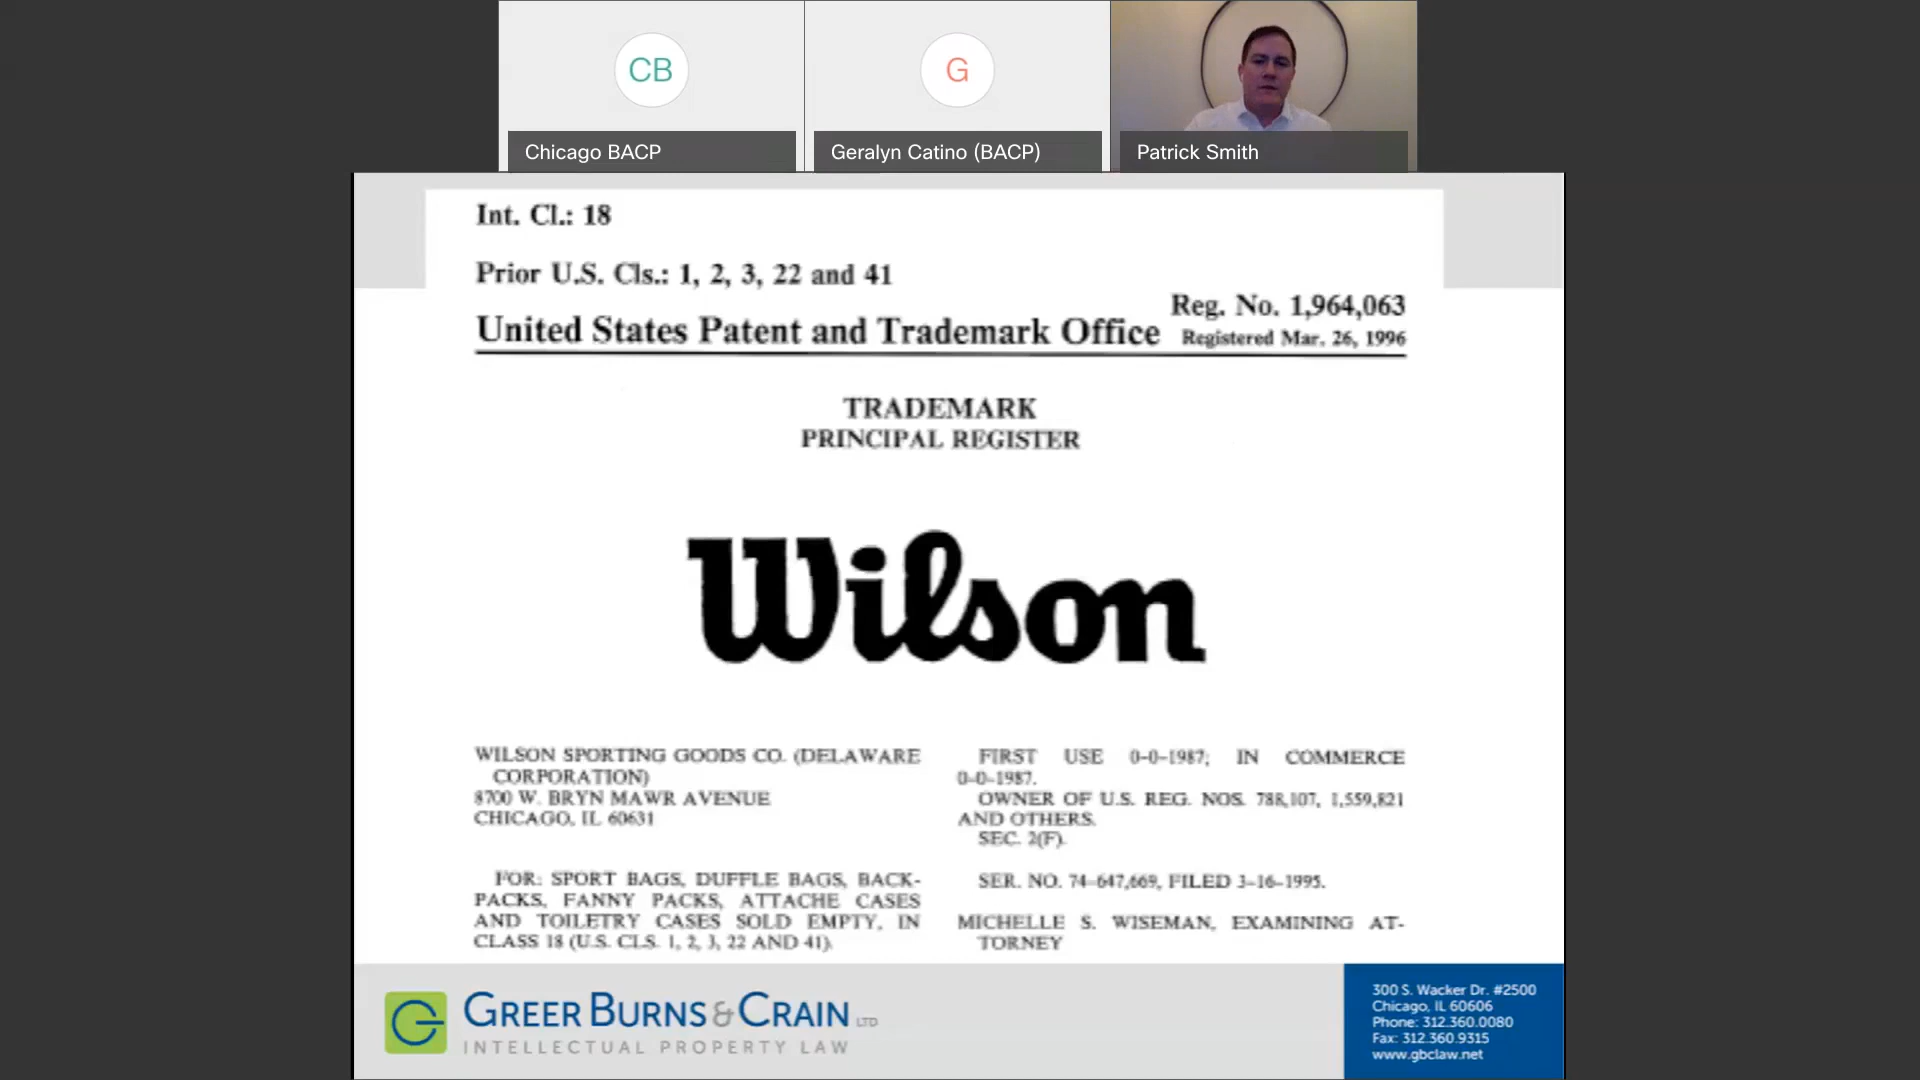 CB
G
Chicago BACP
Geralyn Catino (BACP)
Patrick Smith
Int. Cl.: 18
Prior U.S. Cls.: 1, 2, 3, 22 and 41
Reg. No. 1,964,063
United States Patent and Trademark Office
Registered Mar. 26, 1996
TRADEMARK
PRINCIPAL REGISTER
Wilson
WILSON SPORTING GOODS CO. (DELAWARE
CORPORATION)
8700 W. BRYN MAWR AVENUE
CHICAGO, IL 60631
FOR: SPORT BAGS, DUFFLE BAGS, BACK-
PACKS, FANNY PACKS, ATTACHE CASES
AND TOILETRY CASES SOLD EMPTY, IN
CLASS 18 (U.S. CLS. 1, 2, 3, 22 AND 41).
FIRST USE 0-0-1987; IN COMMERCE
0-0-1987.
OWNER OF U.S. REG. NOS. 788,107, 1,559,821
AND OTHERS.
SEC. 2(F).
SER. NO. 74-647,669, FILED 3-16-1995.
MICHELLE S. WISEMAN, EXAMINING AT-
TORNEY
GREER BURNS & CRAIN LTD
INTELLECTUAL PROPERTY LAW
300 S. Wacker Dr. #2500
Chicago, IL 60606
Phone: 312.360.0080
Fax: 312.360.9315
www.gbclaw.net